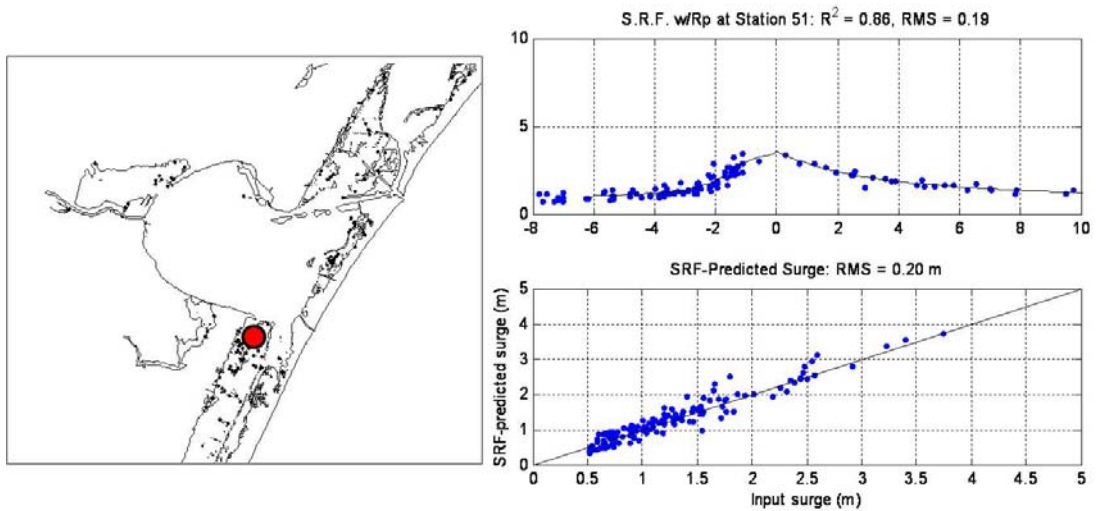 S.R.F. w/Rp at Station 51: R² = 0.86, RMS = 0.19
10
5
0
-8 -6 -4 -2 0 2 4 6 8 10
SRF-Predicted Surge: RMS = 0.20 m
SRF-predicted surge (m)
5
4
3
2
1
0
0 0.5 1 1.5 2 2.5 3 3.5 4 4.5 5
Input surge (m)